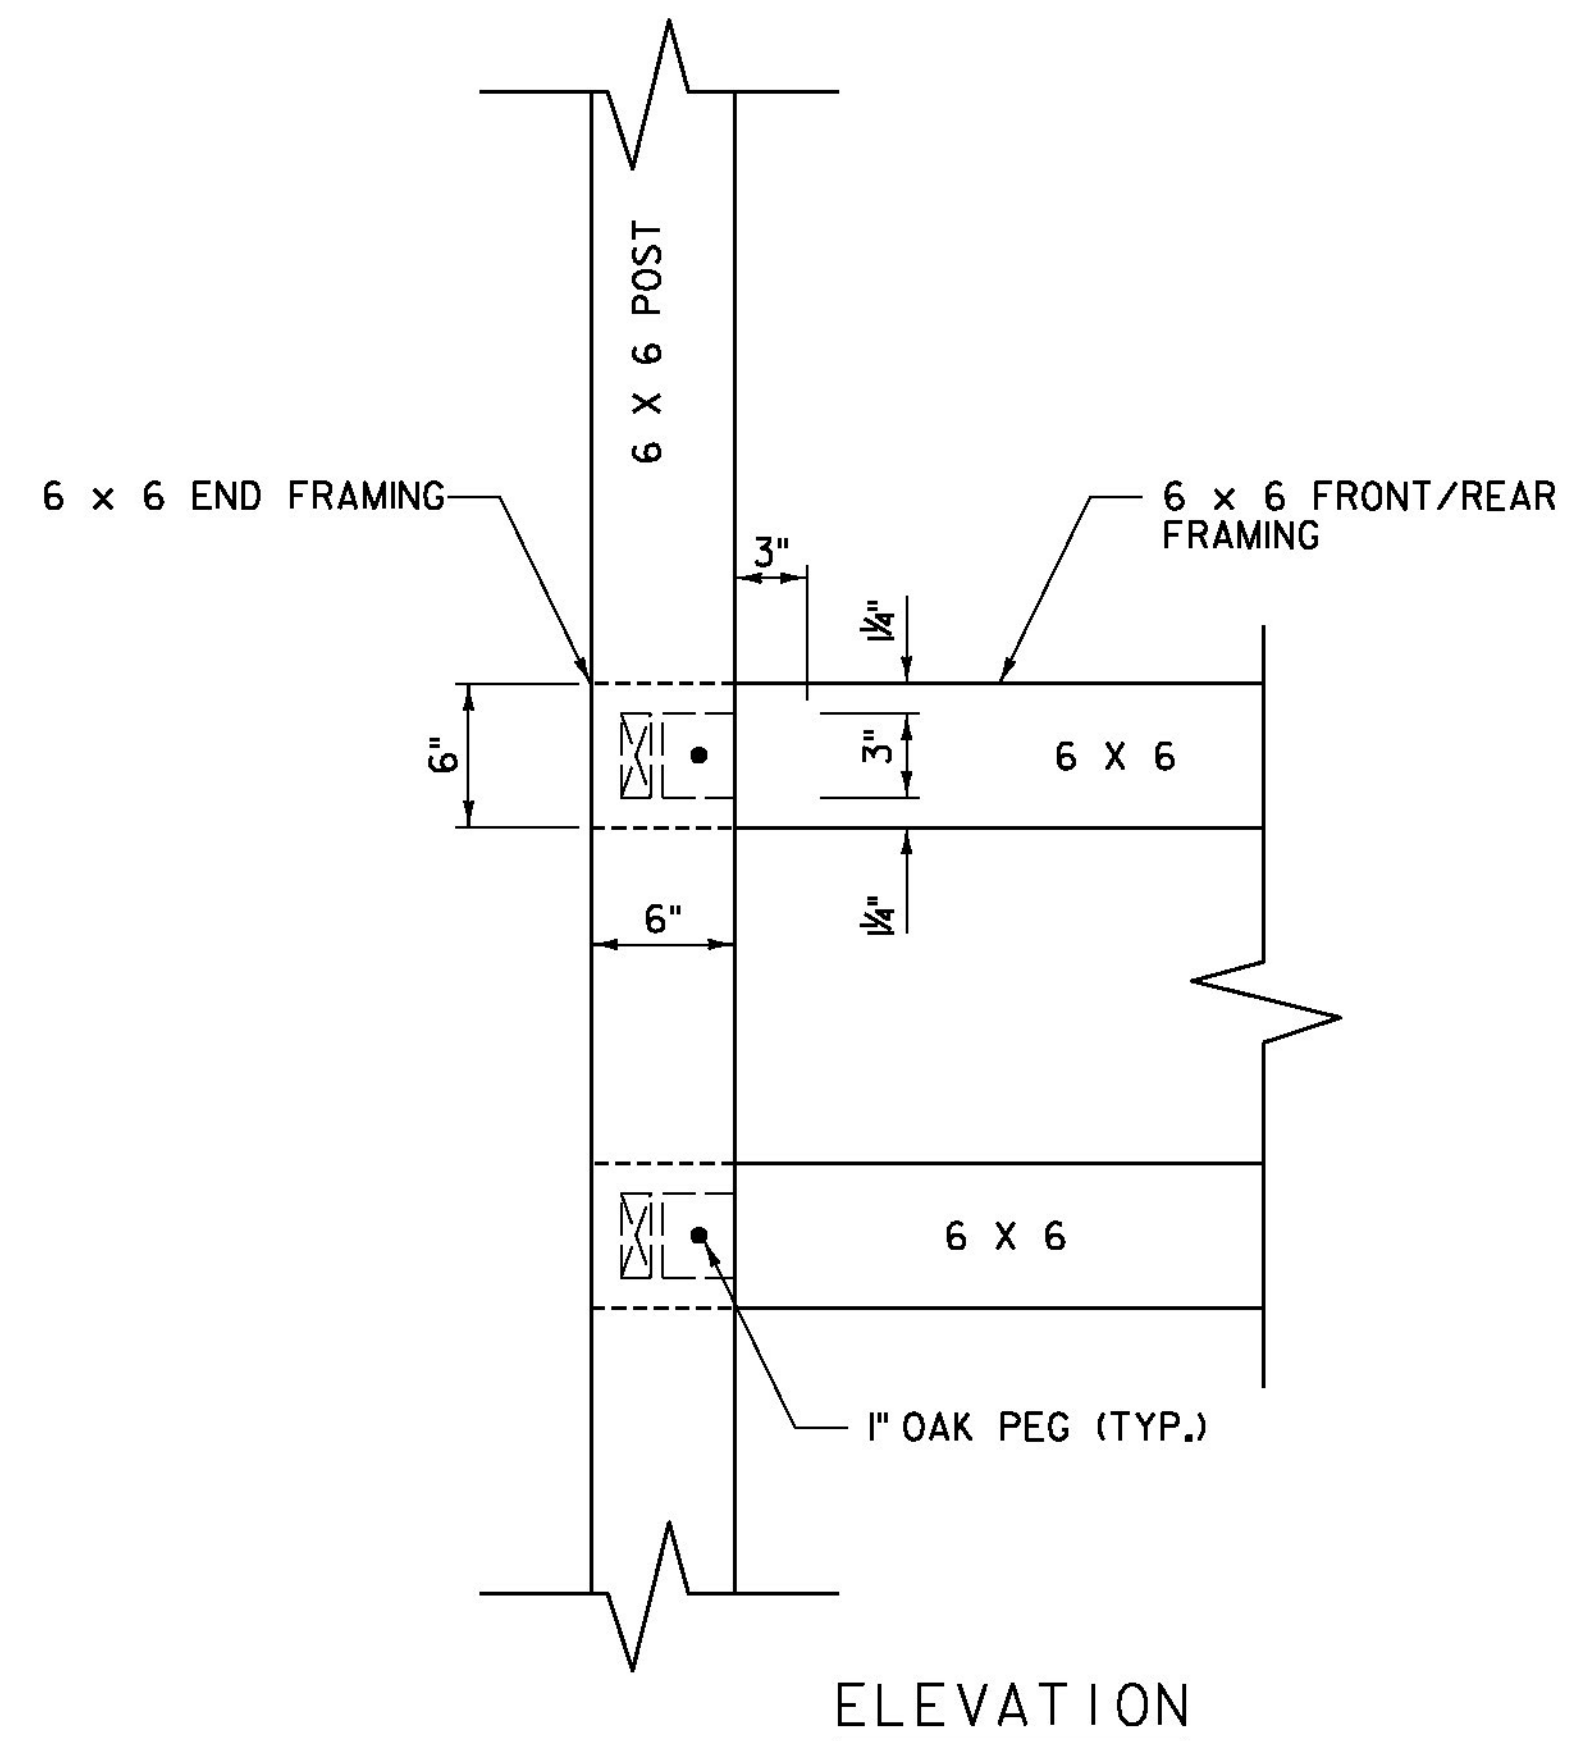 6 X 6 POST
6 x 6 END FRAMING
6 x 6 FRONT/REAR
FRAMING
3"
1¼"
6"
3"
6 X 6
1¼"
6"
6 X 6
1" OAK PEG (TYP.)
ELEVATION